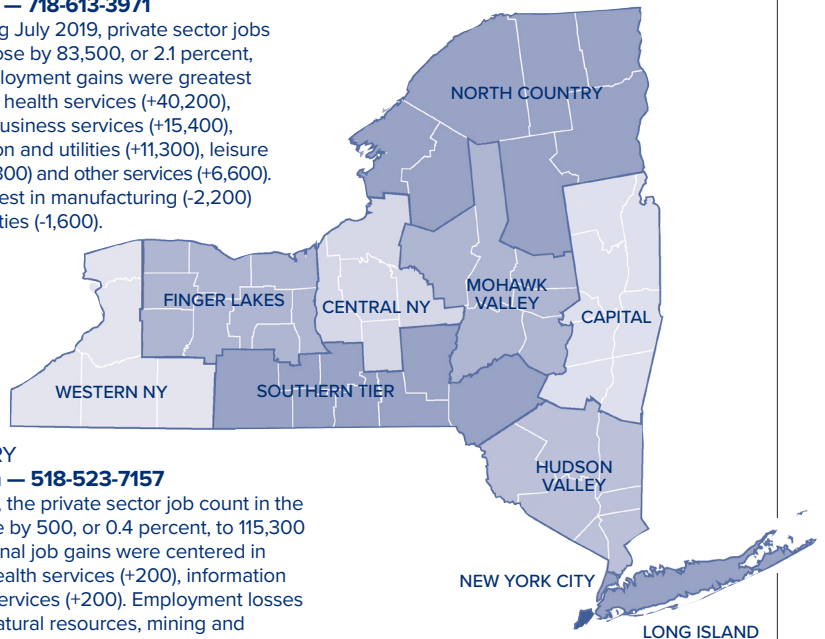 — 718-613-3971
g July 2019, private sector jobs
ose by 83,500, or 2.1 percent,
loyment gains were greatest
health services (+40,200),
usiness services (+15,400),
on and utilities (+11,300), leisure
300) and other services (+6,600).
est in manufacturing (-2,200)
ties (-1,600).
NORTH COUNTRY
FINGER LAKES
CENTRAL NY
MOHAWK
VALLEY
CAPITAL
WESTERN NY
SOUTHERN TIER
HUDSON
VALLEY
NEW YORK CITY
LONG ISLAND
RY
— 518-523-7157
, the private sector job count in the
e by 500, or 0.4 percent, to 115,300
nal job gains were centered in
ealth services (+200), information
ervices (+200). Employment losses
atural resources, mining and